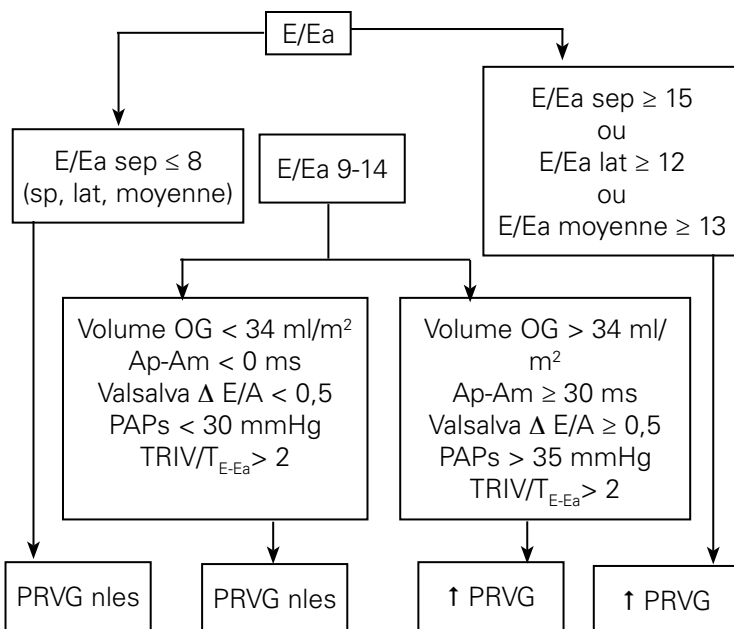 E/Ea
E/Ea sep ≤ 8
(sp, lat, moyenne)
E/Ea 9-14
E/Ea sep ≥ 15
ou
E/Ea lat ≥ 12
ou
E/Ea moyenne ≥ 13
Volume OG < 34 ml/m²
Ap-Am < 0 ms
Valsalva Δ E/A < 0,5
PAPs < 30 mmHg
TRIV/T_E-Ea > 2
Volume OG > 34 ml/
m²
Ap-Am ≥ 30 ms
Valsalva Δ E/A ≥ 0,5
PAPs > 35 mmHg
TRIV/T_E-Ea > 2
PRVG nles
PRVG nles
↑ PRVG
↑ PRVG